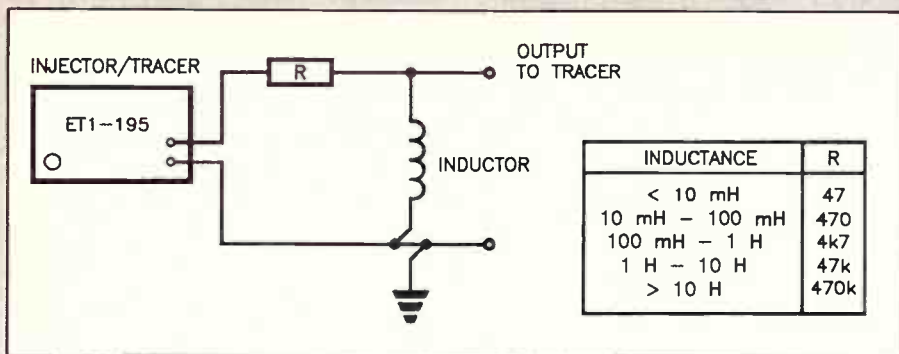 INJECTOR/TRACER
ET1-195
R
OUTPUT
TO TRACER
INDUCTOR
INDUCTANCE R
< 10 mH 47
10 mH - 100 mH 470
100 mH - 1 H 4k7
1 H - 10 H 47k
> 10 H 470k